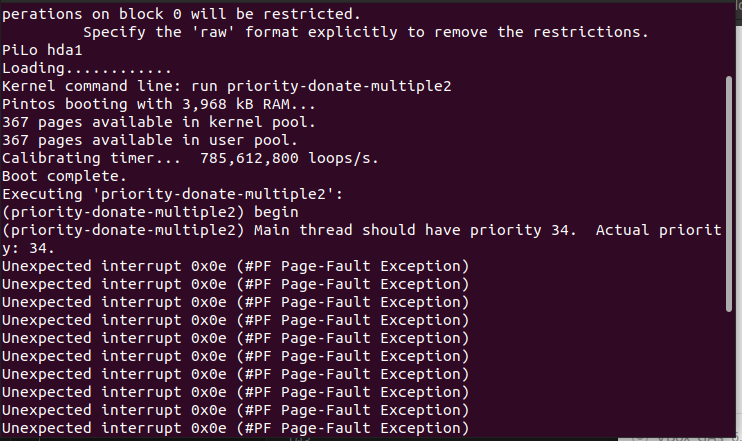 perations on block 0 will be restricted.
         Specify the 'raw' format explicitly to remove the restrictions.
PiLo hda1
Loading............
Kernel command line: run priority-donate-multiple2
Pintos booting with 3,968 kB RAM...
367 pages available in kernel pool.
367 pages available in user pool.
Calibrating timer...  785,612,800 loops/s.
Boot complete.
Executing 'priority-donate-multiple2':
(priority-donate-multiple2) begin
(priority-donate-multiple2) Main thread should have priority 34.  Actual priorit
y: 34.
Unexpected interrupt 0x0e (#PF Page-Fault Exception)
Unexpected interrupt 0x0e (#PF Page-Fault Exception)
Unexpected interrupt 0x0e (#PF Page-Fault Exception)
Unexpected interrupt 0x0e (#PF Page-Fault Exception)
Unexpected interrupt 0x0e (#PF Page-Fault Exception)
Unexpected interrupt 0x0e (#PF Page-Fault Exception)
Unexpected interrupt 0x0e (#PF Page-Fault Exception)
Unexpected interrupt 0x0e (#PF Page-Fault Exception)
Unexpected interrupt 0x0e (#PF Page-Fault Exception)
Unexpected interrupt 0x0e (#PF Page-Fault Exception)